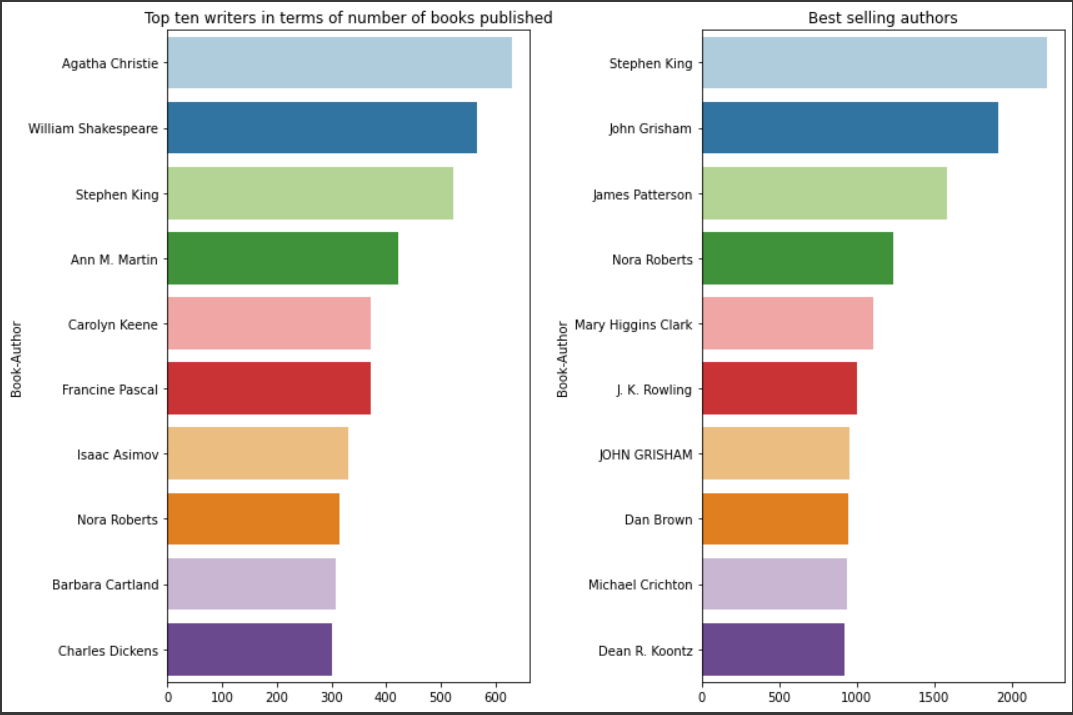 Top ten writers in terms of number of books published
Agatha Christie
William Shakespeare
Stephen King
Ann M. Martin
Carolyn Keene
Francine Pascal
Isaac Asimov
Nora Roberts
Barbara Cartland
Charles Dickens
Book-Author
0 100 200 300 400 500 600
Best selling authors
Stephen King
John Grisham
James Patterson
Nora Roberts
Mary Higgins Clark
J. K. Rowling
JOHN GRISHAM
Dan Brown
Michael Crichton
Dean R. Koontz
Book-Author
0 500 1000 1500 2000